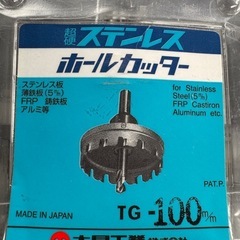 超硬 ステンレス
ホールカッター
ステンレス板
薄鉄板(5%)
FRP 鋳鉄板
アルミ等
for Stainless
Steel(5%)
FRP Castiron
Aluminum etc.
PAT.P.
MADE IN JAPAN
TG-100m/m